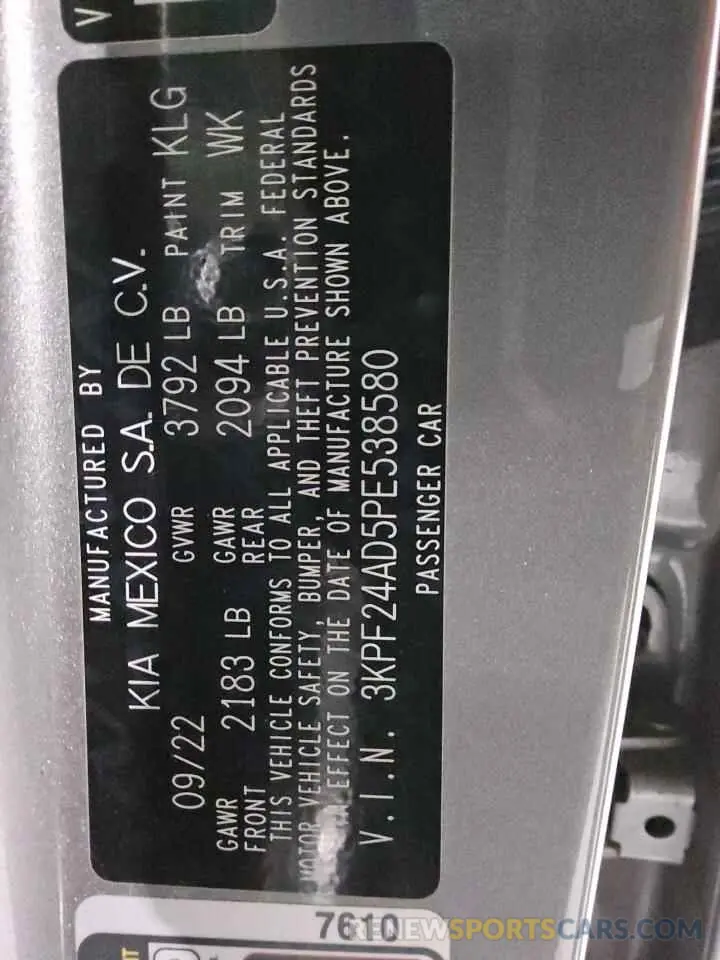 MANUFACTURED BY
KIA MEXICO S.A. DE C.V.
09/22 GVWR 3792 LB PAINT KLG
GAWR FRONT 2183 LB GAWR REAR 2094 LB TRIM WK
THIS VEHICLE CONFORMS TO ALL APPLICABLE U.S.A. FEDERAL
MOTOR VEHICLE SAFETY, BUMPER, AND THEFT PREVENTION STANDARDS
IN EFFECT ON THE DATE OF MANUFACTURE SHOWN ABOVE.
V.I.N. 3KPF24AD5PE538580
PASSENGER CAR
7610
RENEWSPORTSCARS.COM